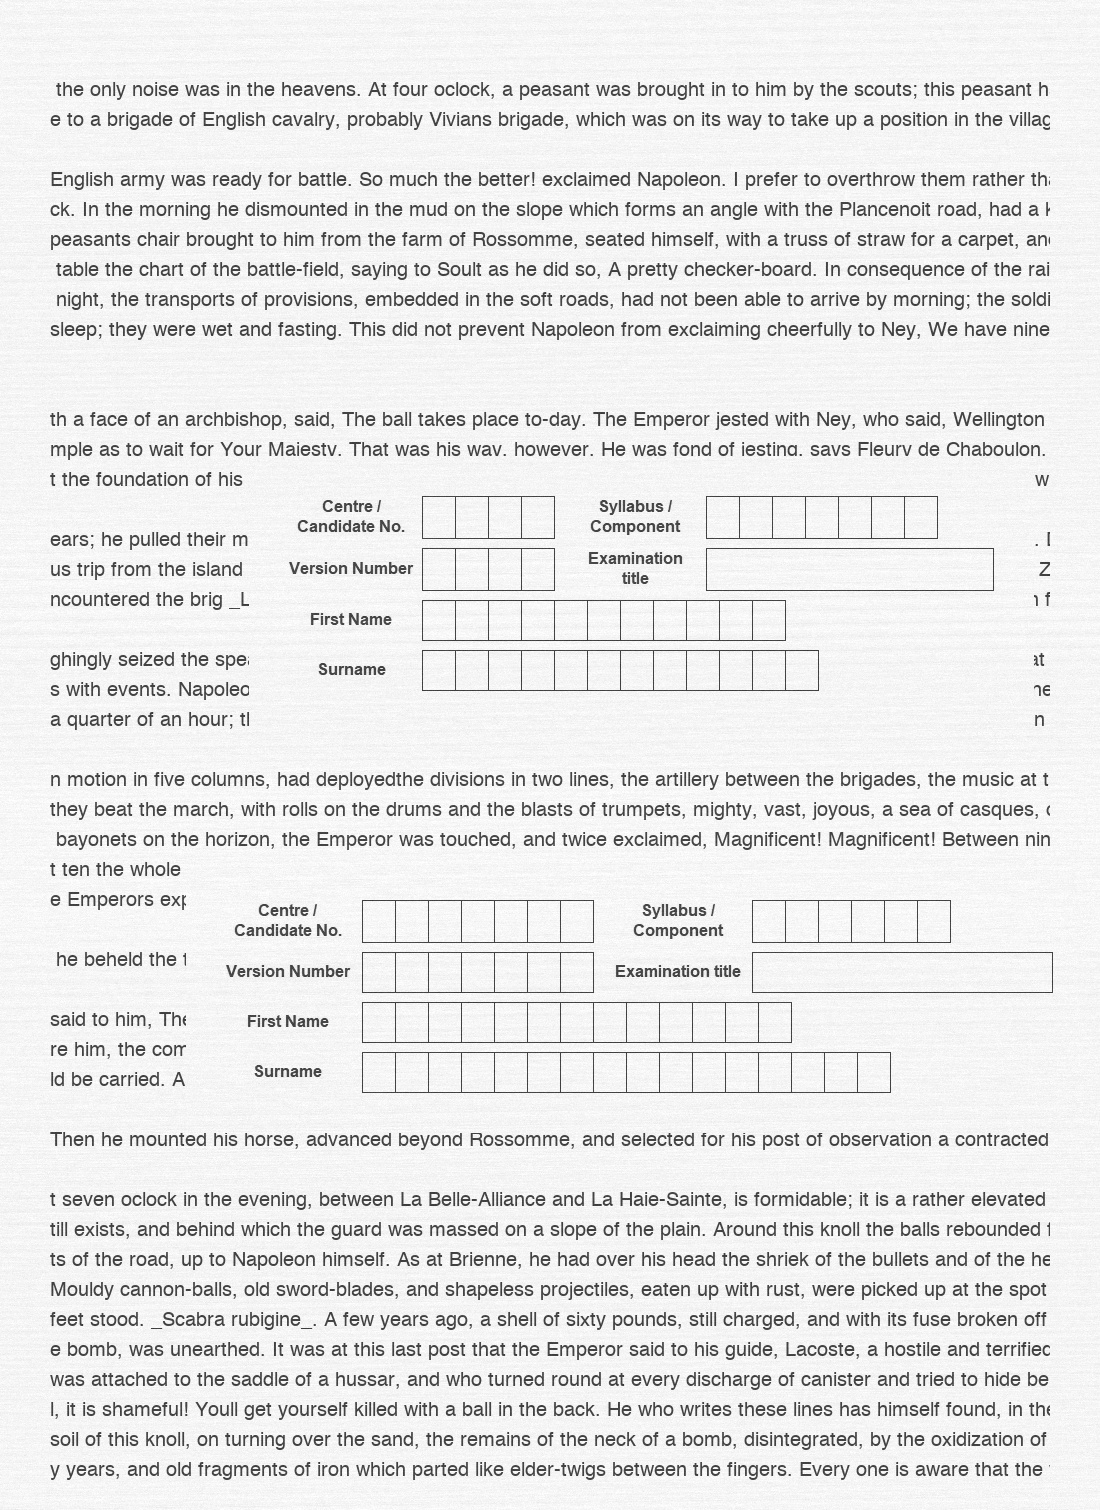 the only noise was in the heavens. At four oclock, a peasant was brought in to him by the scouts; this peasant
e to a brigade of English cavalry, probably Vivians brigade, which was on its way to take up a position in the
English army was ready for battle. So much the better! exclaimed Napoleon. I prefer to overthrow them rather
ck. In the morning he dismounted in the mud on the slope which forms an angle with the Plancenoit road, had a
peasants chair brought to him from the farm of Rossomme, seated himself, with a truss of straw for a carpet,
table the chart of the battle-field, saying to Soult as he did so, A pretty checker-board. In consequence of the rai
night, the transports of provisions, embedded in the soft roads, had not been able to arrive by morning; the soldi
sleep; they were wet and fasting. This did not prevent Napoleon from exclaiming cheerfully to Ney, We have nine
th a face of an archbishop, said, The ball takes place to-day. The Emperor jested with Ney, who said, Wellington
mple as to wait for Your Majesty. That was his way, however. He was fond of jesting, says Fleury de Chaboulon.
t the foundation of his w
Centre / Candidate No. Syllabus / Component
ears; he pulled their m .
us trip from the island Z
Version Number Examination title
ncountered the brig
First Name
ghingly seized the at
Surname
s with events.
a quarter of an hour; n
n motion in five columns, had deployedthe divisions in two lines, the artillery between the brigades, the music at
they beat the march, with rolls on the drums and the blasts of trumpets, mighty, vast, joyous, a sea of casques,
bayonets on the horizon, the Emperor was touched, and twice exclaimed, Magnificent! Magnificent! Between nin
t ten the whole
e Emperors
Centre / Candidate No. Syllabus / Component
he beheld the
Version Number Examination title
said to him,
First Name
re him, the com
Surname
ld be carried. A
Then he mounted his horse, advanced beyond Rossomme, and selected for his post of observation a contracted
t seven oclock in the evening, between La Belle-Alliance and La Haie-Sainte, is formidable; it is a rather elevated
till exists, and behind which the guard was massed on a slope of the plain. Around this knoll the balls rebounded
ts of the road, up to Napoleon himself. As at Brienne, he had over his head the shriek of the bullets and of the he
Mouldy cannon-balls, old sword-blades, and shapeless projectiles, eaten up with rust, were picked up at the spot
feet stood. _Scabra rubigine_. A few years ago, a shell of sixty pounds, still charged, and with its fuse broken off
e bomb, was unearthed. It was at this last post that the Emperor said to his guide, Lacoste, a hostile and terrified
was attached to the saddle of a hussar, and who turned round at every discharge of canister and tried to hide be
l, it is shameful! Youll get yourself killed with a ball in the back. He who writes these lines has himself found, in the
soil of this knoll, on turning over the sand, the remains of the neck of a bomb, disintegrated, by the oxidization of
y years, and old fragments of iron which parted like elder-twigs between the fingers. Every one is aware that the